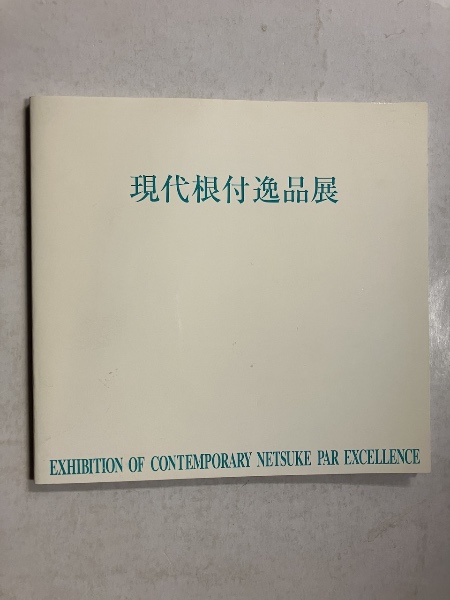 現代根付逸品展
EXHIBITION OF CONTEMPORARY NETSUKE PAR EXCELLENCE